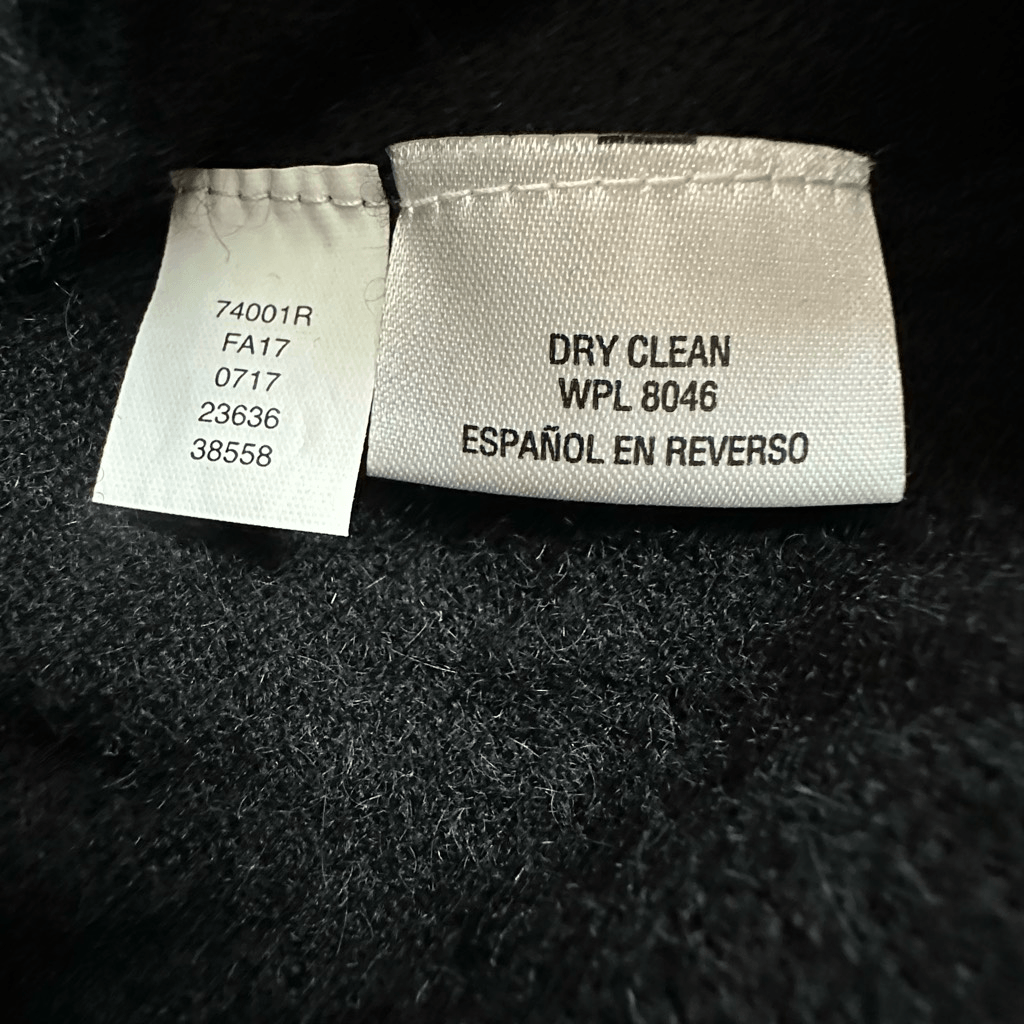 74001R
FA17
0717
23636
38558
DRY CLEAN
WPL 8046
ESPAÑOL EN REVERSO